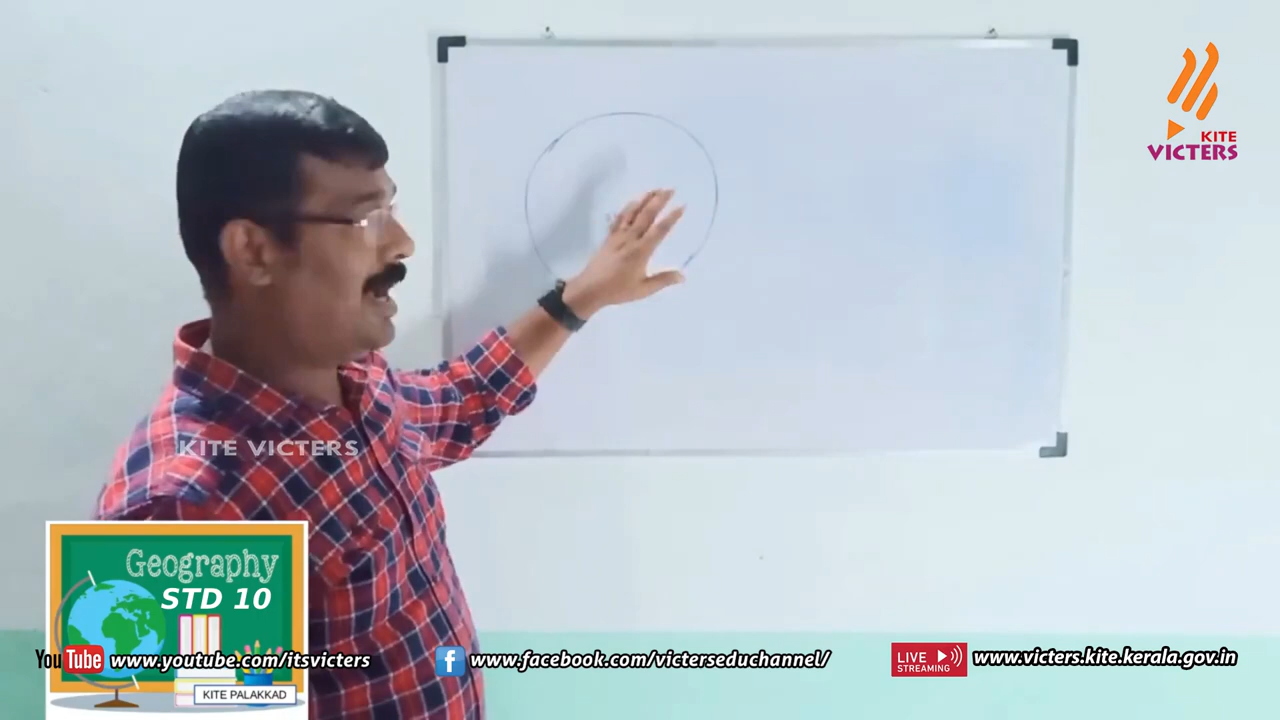 KITE
VICTERS
KITE VICTERS
Geography
STD 10
KITE PALAKKAD
YouTube www.youtube.com/itsvicters
f www.facebook.com/victerseduchannel/
LIVE
STREAMING
www.victers.kite.kerala.gov.in